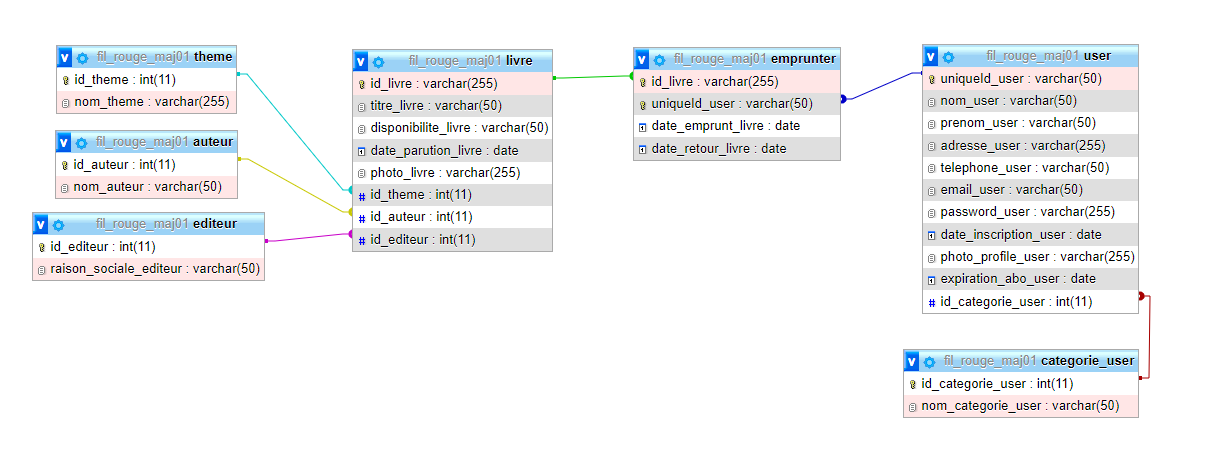 fil_rouge_maj01 theme
id_theme : int(11)
nom_theme : varchar(255)
fil_rouge_maj01 auteur
id_auteur : int(11)
nom_auteur : varchar(50)
fil_rouge_maj01 editeur
id_editeur : int(11)
raison_sociale_editeur : varchar(50)
fil_rouge_maj01 livre
id_livre : varchar(255)
titre_livre : varchar(50)
disponibilite_livre : varchar(50)
date_parution_livre : date
photo_livre : varchar(255)
id_theme : int(11)
id_auteur : int(11)
id_editeur : int(11)
fil_rouge_maj01 emprunter
id_livre : varchar(255)
uniqueId_user : varchar(50)
date_emprunt_livre : date
date_retour_livre : date
fil_rouge_maj01 user
uniqueId_user : varchar(50)
nom_user : varchar(50)
prenom_user : varchar(50)
adresse_user : varchar(255)
telephone_user : varchar(50)
email_user : varchar(50)
password_user : varchar(255)
date_inscription_user : date
photo_profile_user : varchar(255)
expiration_abo_user : date
id_categorie_user : int(11)
fil_rouge_maj01 categorie_user
id_categorie_user : int(11)
nom_categorie_user : varchar(50)